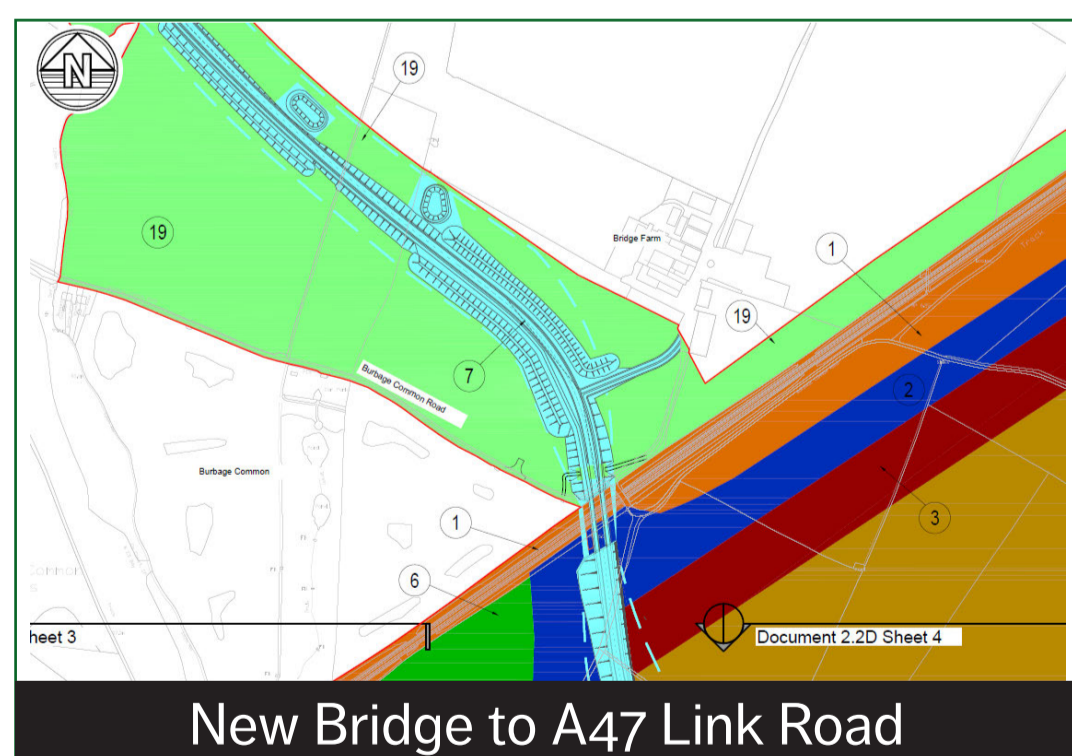 N
19
19
Bridge Farm
1
Track
19
7
2
Burbage Common Road
Burbage Common
3
1
6
heet 3
Document 2.2D Sheet 4
New Bridge to A47 Link Road